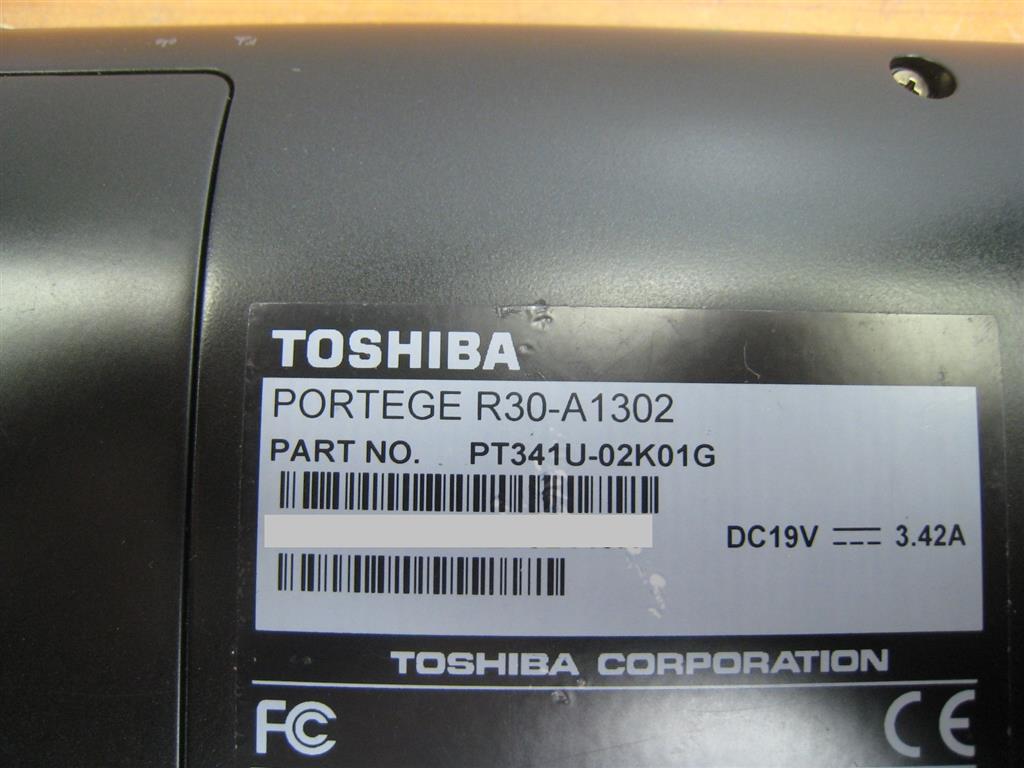 TOSHIBA
PORTEGE R30-A1302
PART NO. PT341U-02K01G
DC19V 3.42A
TOSHIBA CORPORATION
FC CE